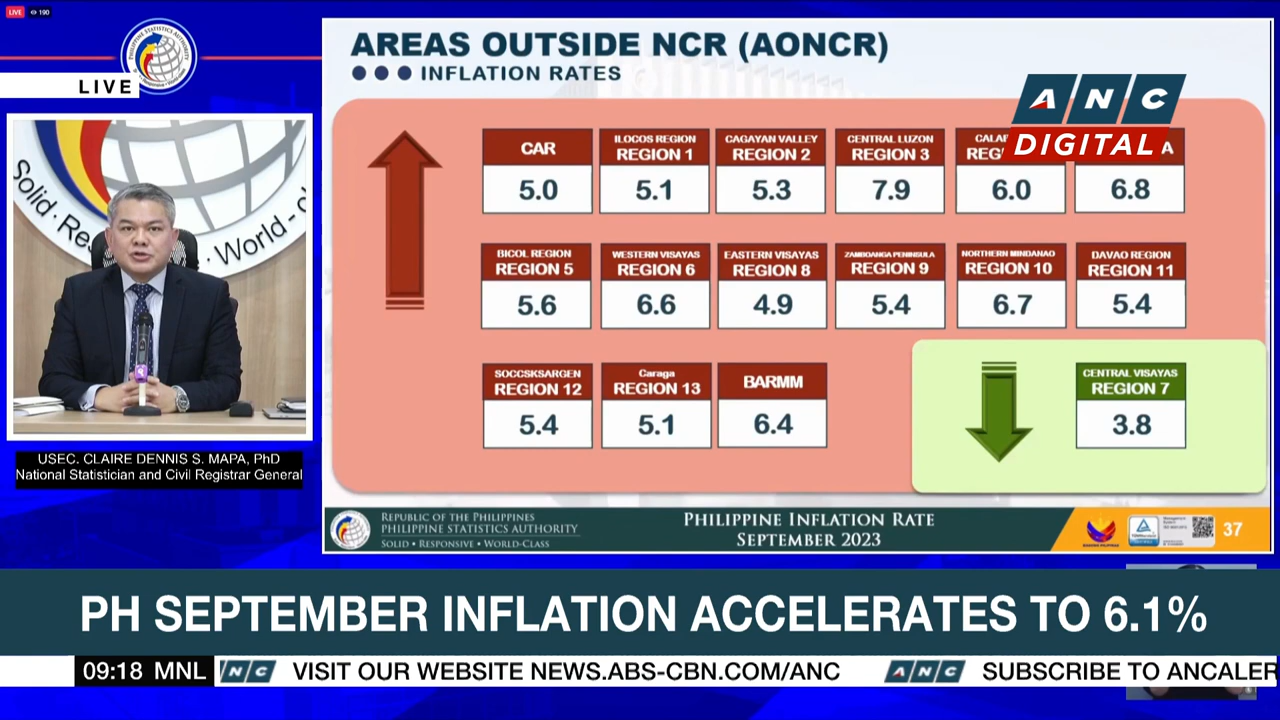 LIVE 190
PHILIPPINE STATISTICS AUTHORITY
LIVE
Solid · Re
World-c
USEC. CLAIRE DENNIS S. MAPA, PhD
National Statistician and Civil Registrar General
AREAS OUTSIDE NCR (AONCR)
INFLATION RATES
ANC
DIGITAL
CAR
5.0
ILOCOS REGION
REGION 1
5.1
CAGAYAN VALLEY
REGION 2
5.3
CENTRAL LUZON
REGION 3
7.9
CALAB
REG
6.0
A
6.8
BICOL REGION
REGION 5
5.6
WESTERN VISAYAS
REGION 6
6.6
EASTERN VISAYAS
REGION 8
4.9
ZAMBOANGA PENINSULA
REGION 9
5.4
NORTHERN MINDANAO
REGION 10
6.7
DAVAO REGION
REGION 11
5.4
SOCCSKSARGEN
REGION 12
5.4
Caraga
REGION 13
5.1
BARMM
6.4
CENTRAL VISAYAS
REGION 7
3.8
REPUBLIC OF THE PHILIPPINES
PHILIPPINE STATISTICS AUTHORITY
SOLID • RESPONSIVE • WORLD-CLASS
PHILIPPINE INFLATION RATE
SEPTEMBER 2023
37
PH SEPTEMBER INFLATION ACCELERATES TO 6.1%
09:18 MNL ANC VISIT OUR WEBSITE NEWS.ABS-CBN.COM/ANC ANC SUBSCRIBE TO ANCALER